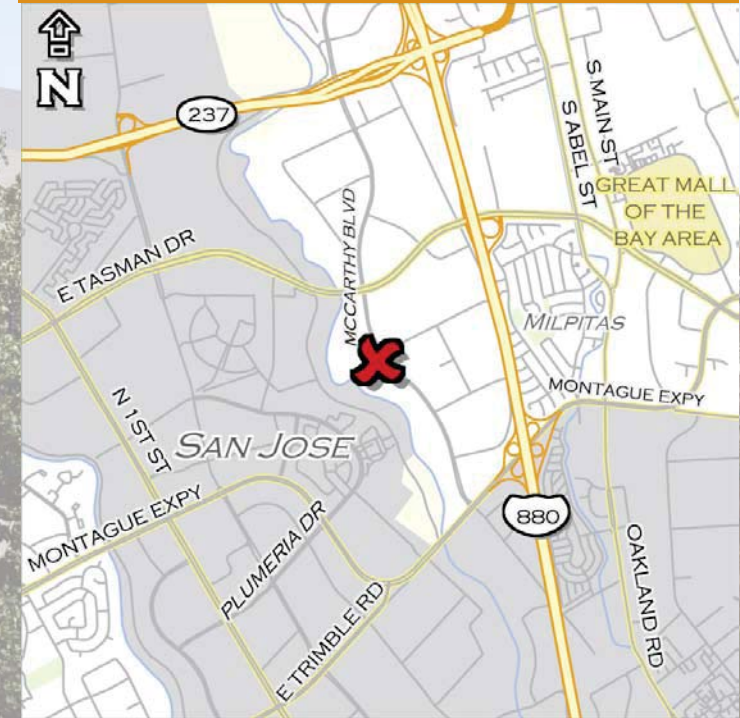 N
237
S MAIN ST
S ABEL ST
GREAT MALL
OF THE
BAY AREA
MCCARTHY BLVD
E TASMAN DR
MILPITAS
MONTAGUE EXPY
N 1ST ST
SAN JOSE
880
MONTAGUE EXPY
PLUMERIA DR
OAKLAND RD
E TRIMBLE RD